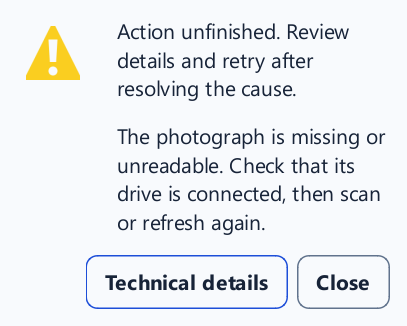 Action unfinished. Review
details and retry after
resolving the cause.
The photograph is missing or
unreadable. Check that its
drive is connected, then scan
or refresh again.
Technical details
Close